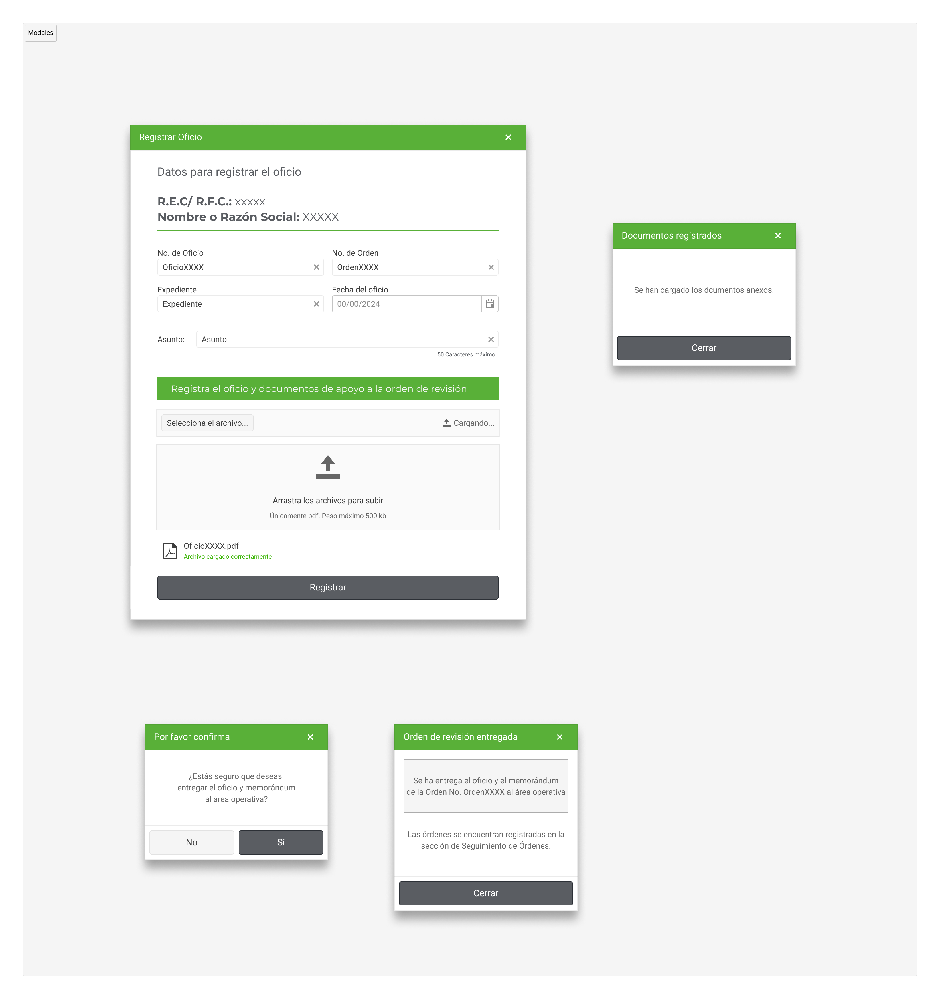 Modales
Registrar Oficio
Datos para registrar el oficio
R.E.C/ R.F.C.: XXXXX
Nombre o Razón Social: XXXXX
No. de Oficio
No. de Orden
OficioXXXX
OrdenXXXX
Expediente
Fecha del oficio
Expediente
00/00/2024
Asunto:
Asunto
50 Caracteres máximo
Registra el oficio y documentos de apoyo a la orden de revisión
Selecciona el archivo...
Cargando...
Arrastra los archivos para subir
Únicamente pdf. Peso máximo 500 kb
OficioXXXX.pdf
Archivo cargado correctamente
Registrar
Documentos registrados
Se han cargado los dcumentos anexos.
Cerrar
Por favor confirma
¿Estás seguro que deseas
entregar el oficio y memorándum
al área operativa?
No
Si
Orden de revisión entregada
Se ha entrega el oficio y el memorándum
de la Orden No. OrdenXXXX al área operativa
Las órdenes se encuentran registradas en la
sección de Seguimiento de Órdenes.
Cerrar